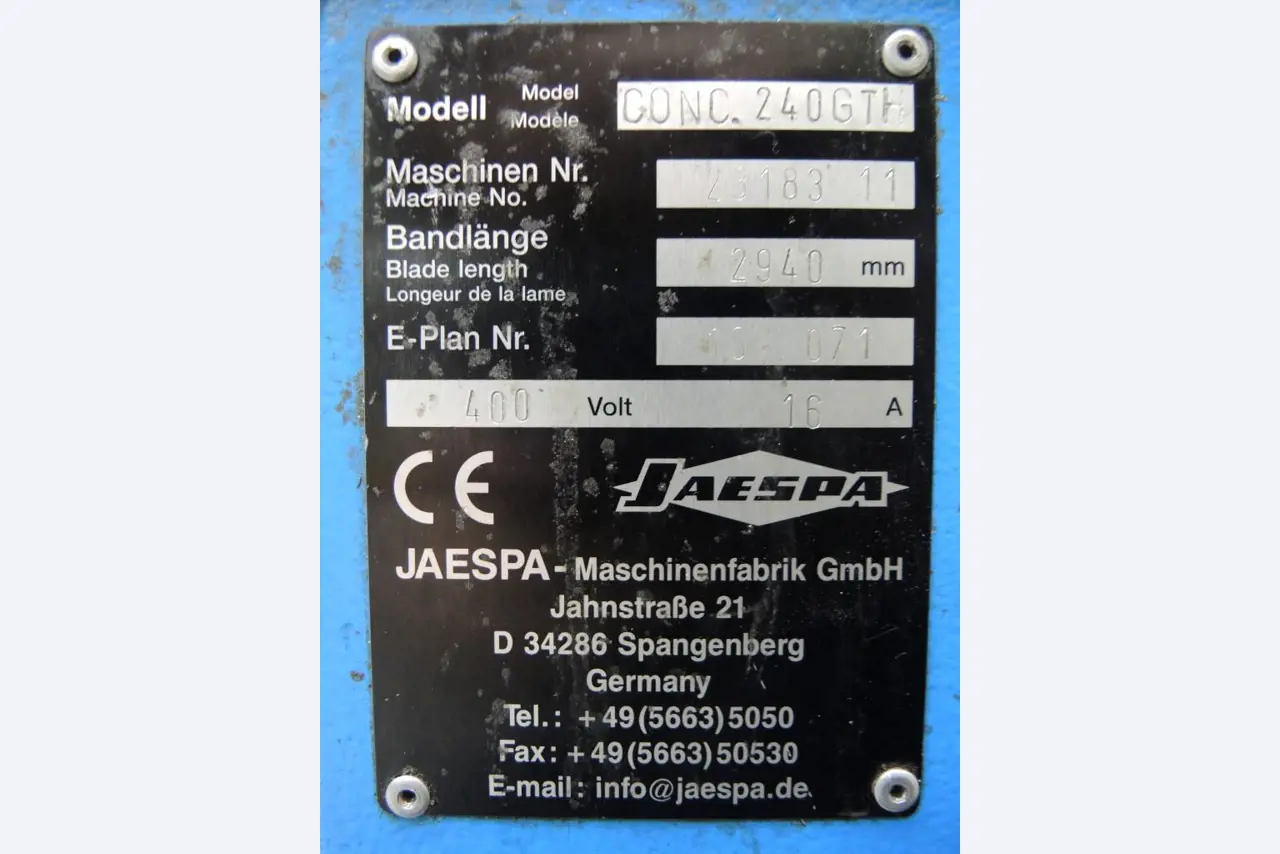 Modell Model CONC. 240GTH
Modèle
Maschinen Nr. 23183 11
Machine No.
Bandlänge
Blade length 2940 mm
Longeur de la lame
E-Plan Nr. 071
400 Volt 16 A
CE JAESPA
JAESPA- Maschinenfabrik GmbH
Jahnstraße 21
D 34286 Spangenberg
Germany
Tel.: +49(5663)5050
Fax: +49(5663)50530
E-mail: info@jaespa.de